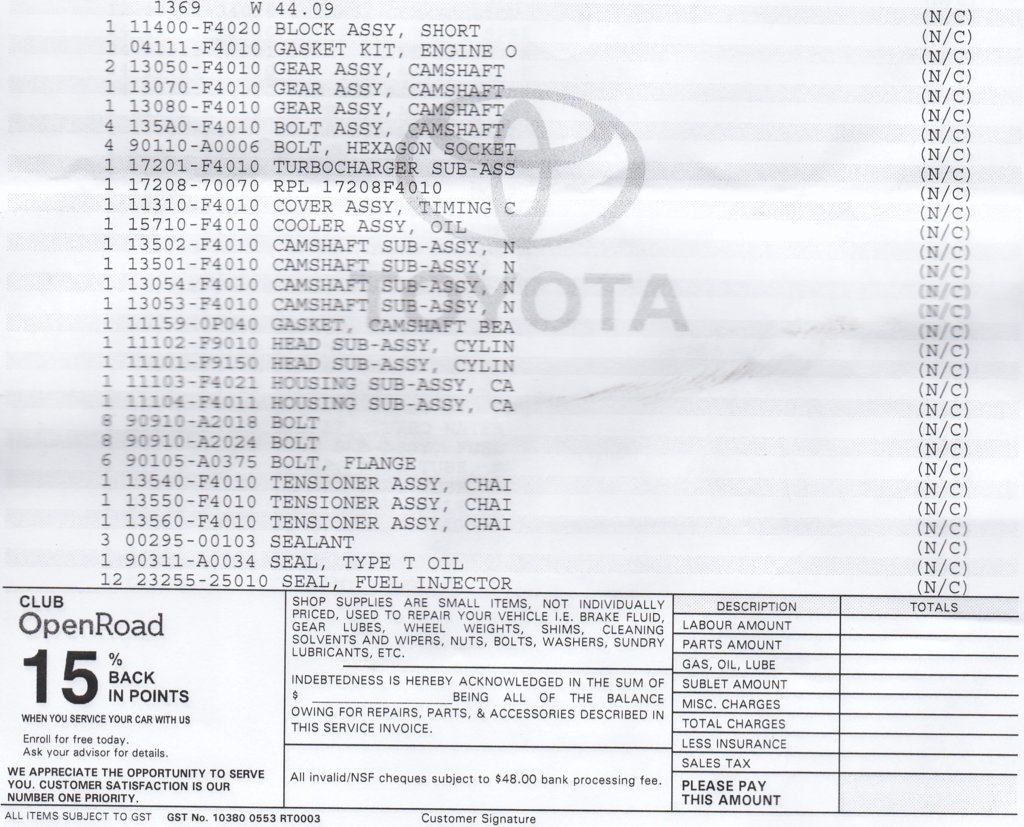 1369 W 44.09 (N/C)
1 11400-F4020 BLOCK ASSY, SHORT (N/C)
1 04111-F4010 GASKET KIT, ENGINE O (N/C)
2 13050-F4010 GEAR ASSY, CAMSHAFT (N/C)
1 13070-F4010 GEAR ASSY, CAMSHAFT (N/C)
1 13080-F4010 GEAR ASSY, CAMSHAFT (N/C)
4 135A0-F4010 BOLT ASSY, CAMSHAFT (N/C)
4 90110-A0006 BOLT, HEXAGON SOCKET (N/C)
1 17201-F4010 TURBOCHARGER SUB-ASS (N/C)
1 17208-70070 RPL 17208F4010 (N/C)
1 11310-F4010 COVER ASSY, TIMING C (N/C)
1 15710-F4010 COOLER ASSY, OIL (N/C)
1 13502-F4010 CAMSHAFT SUB-ASSY, N (N/C)
1 13501-F4010 CAMSHAFT SUB-ASSY, N (N/C)
1 13054-F4010 CAMSHAFT SUB-ASSY, N (N/C)
1 13053-F4010 CAMSHAFT SUB-ASSY, N (N/C)
TOYOTA
1 11159-0P040 GASKET, CAMSHAFT BEA (N/C)
1 11102-F9010 HEAD SUB-ASSY, CYLIN (N/C)
1 11101-F9150 HEAD SUB-ASSY, CYLIN (N/C)
1 11103-F4021 HOUSING SUB-ASSY, CA (N/C)
1 11104-F4011 HOUSING SUB-ASSY, CA (N/C)
8 90910-A2018 BOLT (N/C)
8 90910-A2024 BOLT (N/C)
6 90105-A0375 BOLT, FLANGE (N/C)
1 13540-F4010 TENSIONER ASSY, CHAI (N/C)
1 13550-F4010 TENSIONER ASSY, CHAI (N/C)
1 13560-F4010 TENSIONER ASSY, CHAI (N/C)
3 00295-00103 SEALANT (N/C)
1 90311-A0034 SEAL, TYPE T OIL (N/C)
12 23255-25010 SEAL, FUEL INJECTOR (N/C)
CLUB
OpenRoad
15 %
BACK
IN POINTS
WHEN YOU SERVICE YOUR CAR WITH US
Enroll for free today.
Ask your advisor for details.
WE APPRECIATE THE OPPORTUNITY TO SERVE
YOU. CUSTOMER SATISFACTION IS OUR
NUMBER ONE PRIORITY.
SHOP SUPPLIES ARE SMALL ITEMS, NOT INDIVIDUALLY
PRICED, USED TO REPAIR YOUR VEHICLE I.E. BRAKE FLUID,
GEAR LUBES, WHEEL WEIGHTS, SHIMS, CLEANING
SOLVENTS AND WIPERS, NUTS, BOLTS, WASHERS, SUNDRY
LUBRICANTS, ETC.
INDEBTEDNESS IS HEREBY ACKNOWLEDGED IN THE SUM OF
$ ____________________BEING ALL OF THE BALANCE
OWING FOR REPAIRS, PARTS, & ACCESSORIES DESCRIBED IN
THIS SERVICE INVOICE.
All invalid/NSF cheques subject to $48.00 bank processing fee.
DESCRIPTION TOTALS
LABOUR AMOUNT
PARTS AMOUNT
GAS, OIL, LUBE
SUBLET AMOUNT
MISC. CHARGES
TOTAL CHARGES
LESS INSURANCE
SALES TAX
PLEASE PAY
THIS AMOUNT
ALL ITEMS SUBJECT TO GST GST No. 10380 0553 RT0003 Customer Signature